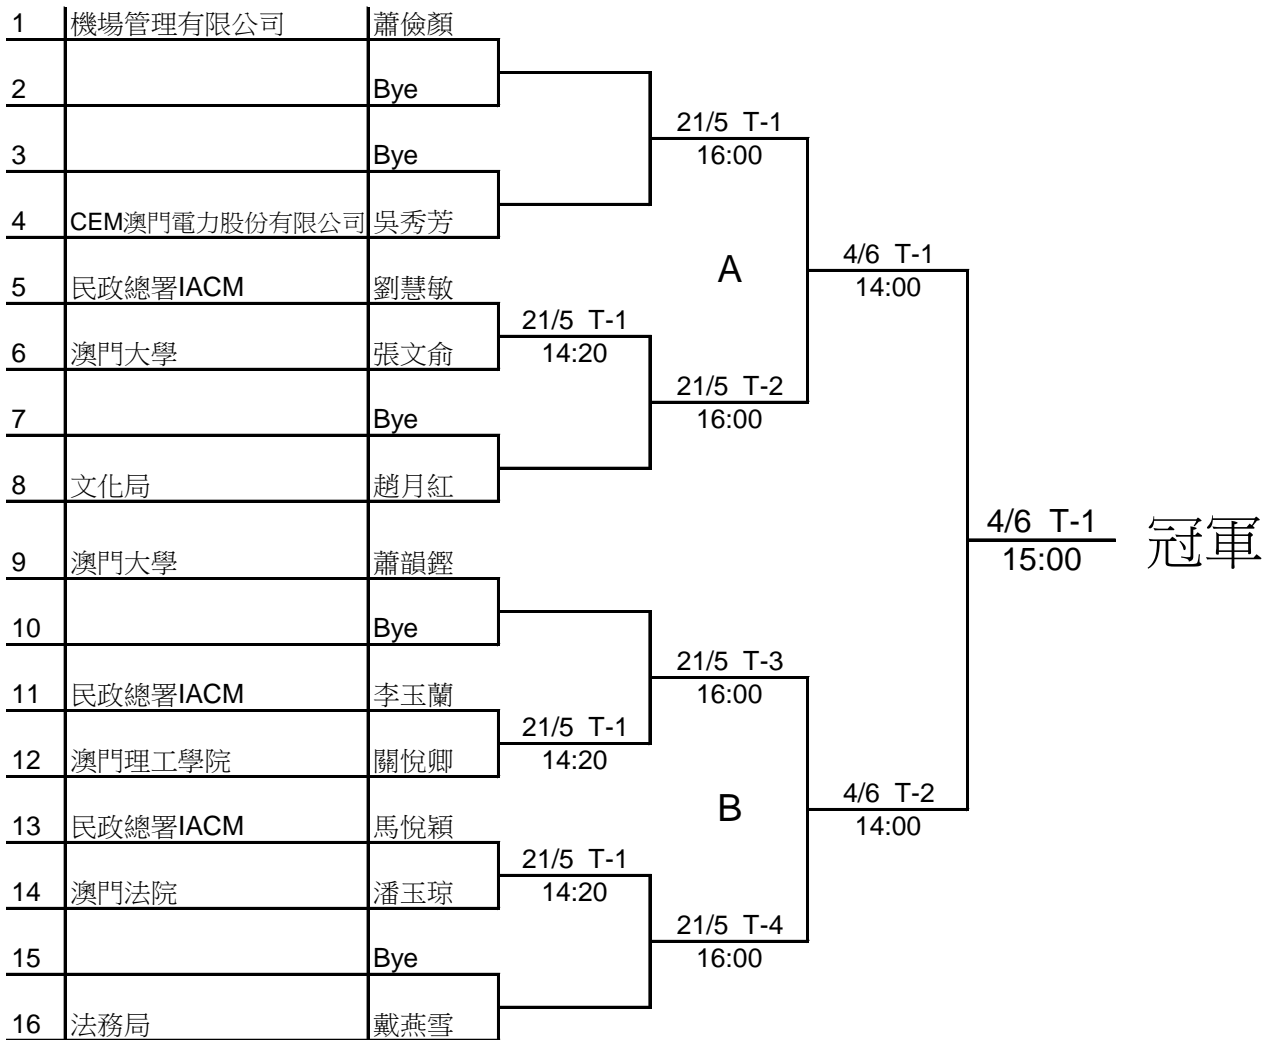 1 機場管理有限公司 蕭儉顏
2 Bye
21/5 T-1
3 Bye 16:00
4 CEM澳門電力股份有限公司 吳秀芳
A 4/6 T-1
5 民政總署IACM 劉慧敏 14:00
21/5 T-1
6 澳門大學 張文俞 14:20
21/5 T-2
7 Bye 16:00
8 文化局 趙月紅
4/6 T-1 冠軍
9 澳門大學 蕭韻鏗 15:00
10 Bye
21/5 T-3
11 民政總署IACM 李玉蘭 16:00
21/5 T-1
12 澳門理工學院 關悅卿 14:20
B 4/6 T-2
13 民政總署IACM 馬悅穎 14:00
21/5 T-1
14 澳門法院 潘玉琼 14:20
21/5 T-4
15 Bye 16:00
16 法務局 戴燕雪